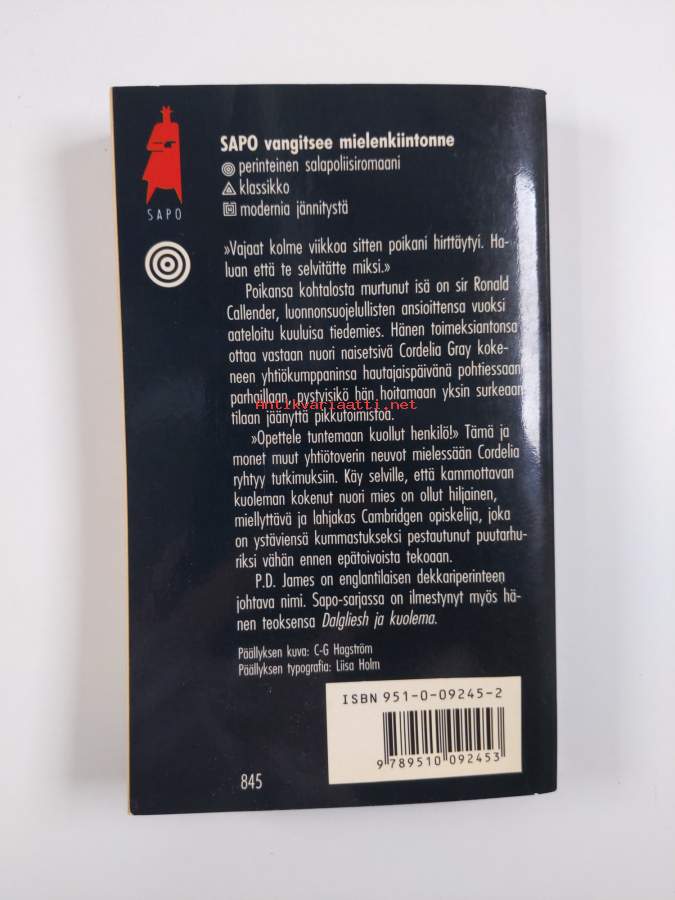 SAPO vangitsee mielenkiintonne
perinteinen salapoliisiromaani
klassikko
modernia jännitystä
SAPO
»Vajaat kolme viikkoa sitten poikani hirttäytyi. Ha-
luan että te selvitätte miksi.»
Poikansa kohtalosta murtunut isä on sir Ronald
Callender, luonnonsuojelullisten ansioittensa vuoksi
aateloitu kuuluisa tiedemies. Hänen toimeksiantonsa
ottaa vastaan nuori naisetsivä Cordelia Gray koke-
neen yhtiökumppaninsa hautajaispäivänä pohtiessaan
parhaillaan, pystyisikö hän hoitamaan yksin surkeaan
Antikvariaatti.net
tilaan jäänyttä pikkutoimistoa.
»Opettele tuntemaan kuollut henkilö!» Tämä ja
monet muut yhtiötoverin neuvot mielessään Cordelia
ryhtyy tutkimuksiin. Käy selville, että kammottavan
kuoleman kokenut nuori mies on ollut hiljainen,
miellyttävä ja lahjakas Cambridgen opiskelija, joka
on ystäviensä kummastukseksi pestautunut puutarhu-
riksi vähän ennen epätoivoista tekoaan.
P.D. James on englantilaisen dekkariperinteen
johtava nimi. Sapo-sarjassa on ilmestynyt myös hä-
nen teoksensa Dalgliesh ja kuolema.
Päällyksen kuva: C-G Hagström
Päällyksen typografia: Liisa Holm
ISBN 951-0-09245-2
9 789510 092453
845